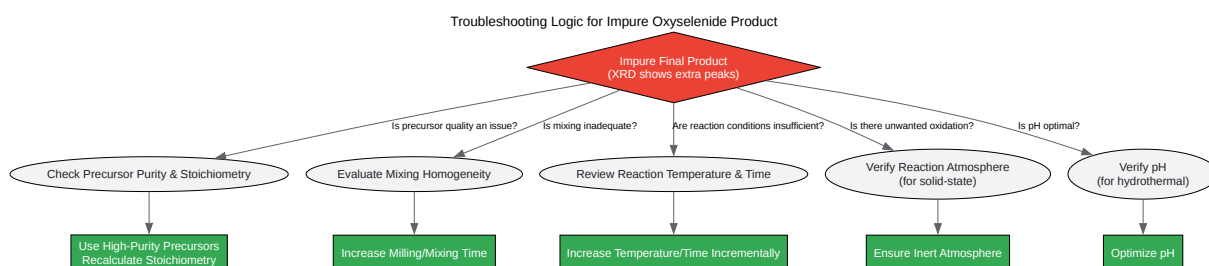 Troubleshooting Logic for Impure Oxyselenide Product
Impure Final Product
(XRD shows extra peaks)
Is precursor quality an issue?
Is mixing inadequate?
Are reaction conditions insufficient?
Is there unwanted oxidation?
Is pH optimal?
Check Precursor Purity & Stoichiometry
Evaluate Mixing Homogeneity
Review Reaction Temperature & Time
Verify Reaction Atmosphere
(for solid-state)
Verify pH
(for hydrothermal)
Use High-Purity Precursors
Recalculate Stoichiometry
Increase Milling/Mixing Time
Increase Temperature/Time Incrementally
Ensure Inert Atmosphere
Optimize pH